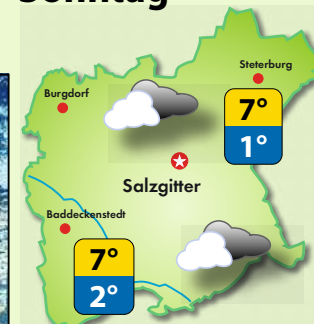 Sonntag
Steterburg
Burgdorf
7°
1°
Salzgitter
Baddeckenstedt
7°
2°